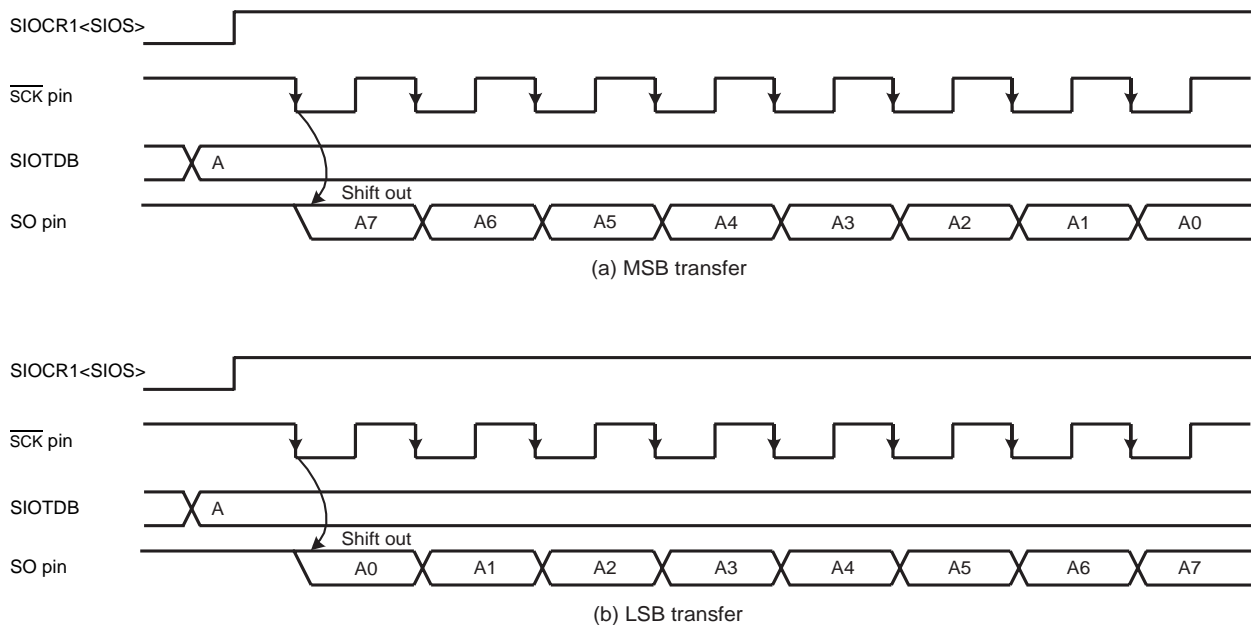 SIOCR1<SIOS>
SCK pin
SIOTDB
A
Shift out
SO pin
A7 A6 A5 A4 A3 A2 A1 A0
(a) MSB transfer
SIOCR1<SIOS>
SCK pin
SIOTDB
A
Shift out
SO pin
A0 A1 A2 A3 A4 A5 A6 A7
(b) LSB transfer